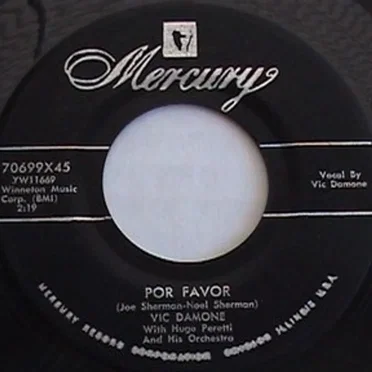 Mercury
70699X45
YW11669
Winneton Music
Corp. (BMI)
2:19
Vocal By
Vic Damone
POR FAVOR
(Joe Sherman-Noel Sherman)
VIC DAMONE
With Hugo Peretti
And His Orchestra
MERCURY RECORD CORPORATION CHICAGO ILLINOIS U.S.A.